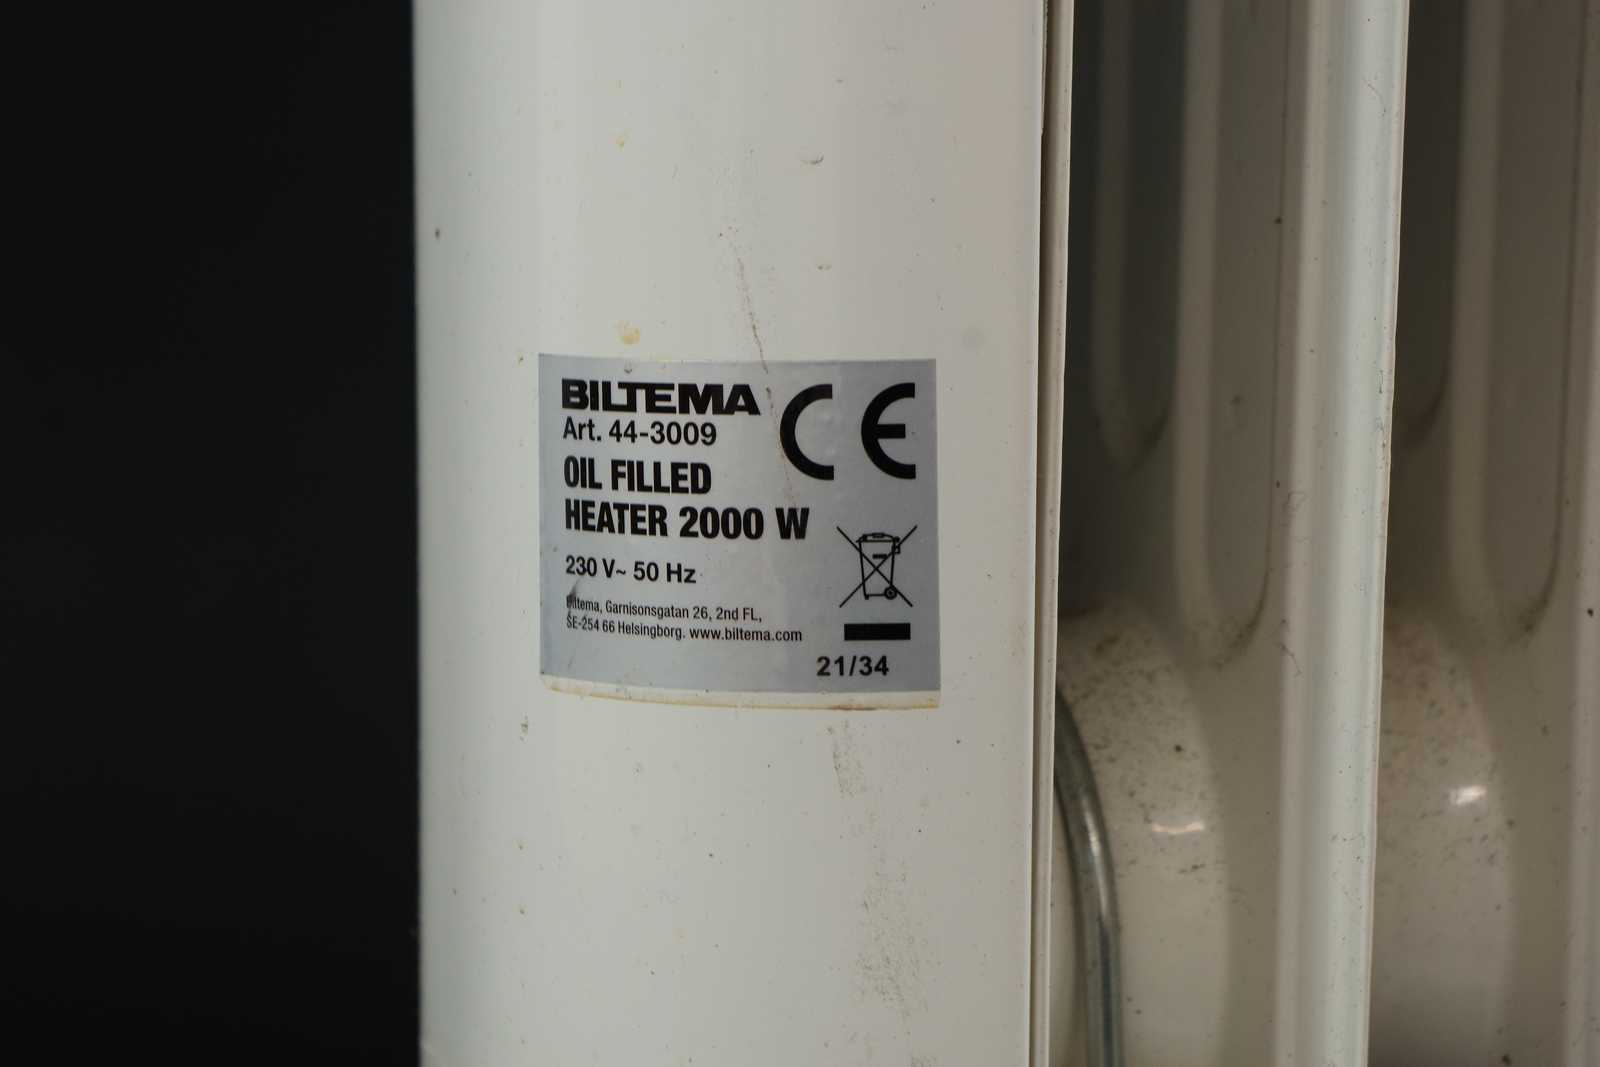 BILTEMA
Art. 44-3009
CE
OIL FILLED
HEATER 2000 W
230 V~ 50 Hz
Biltema, Garnisonsgatan 26, 2nd FL,
SE-254 66 Helsingborg. www.biltema.com
21/34